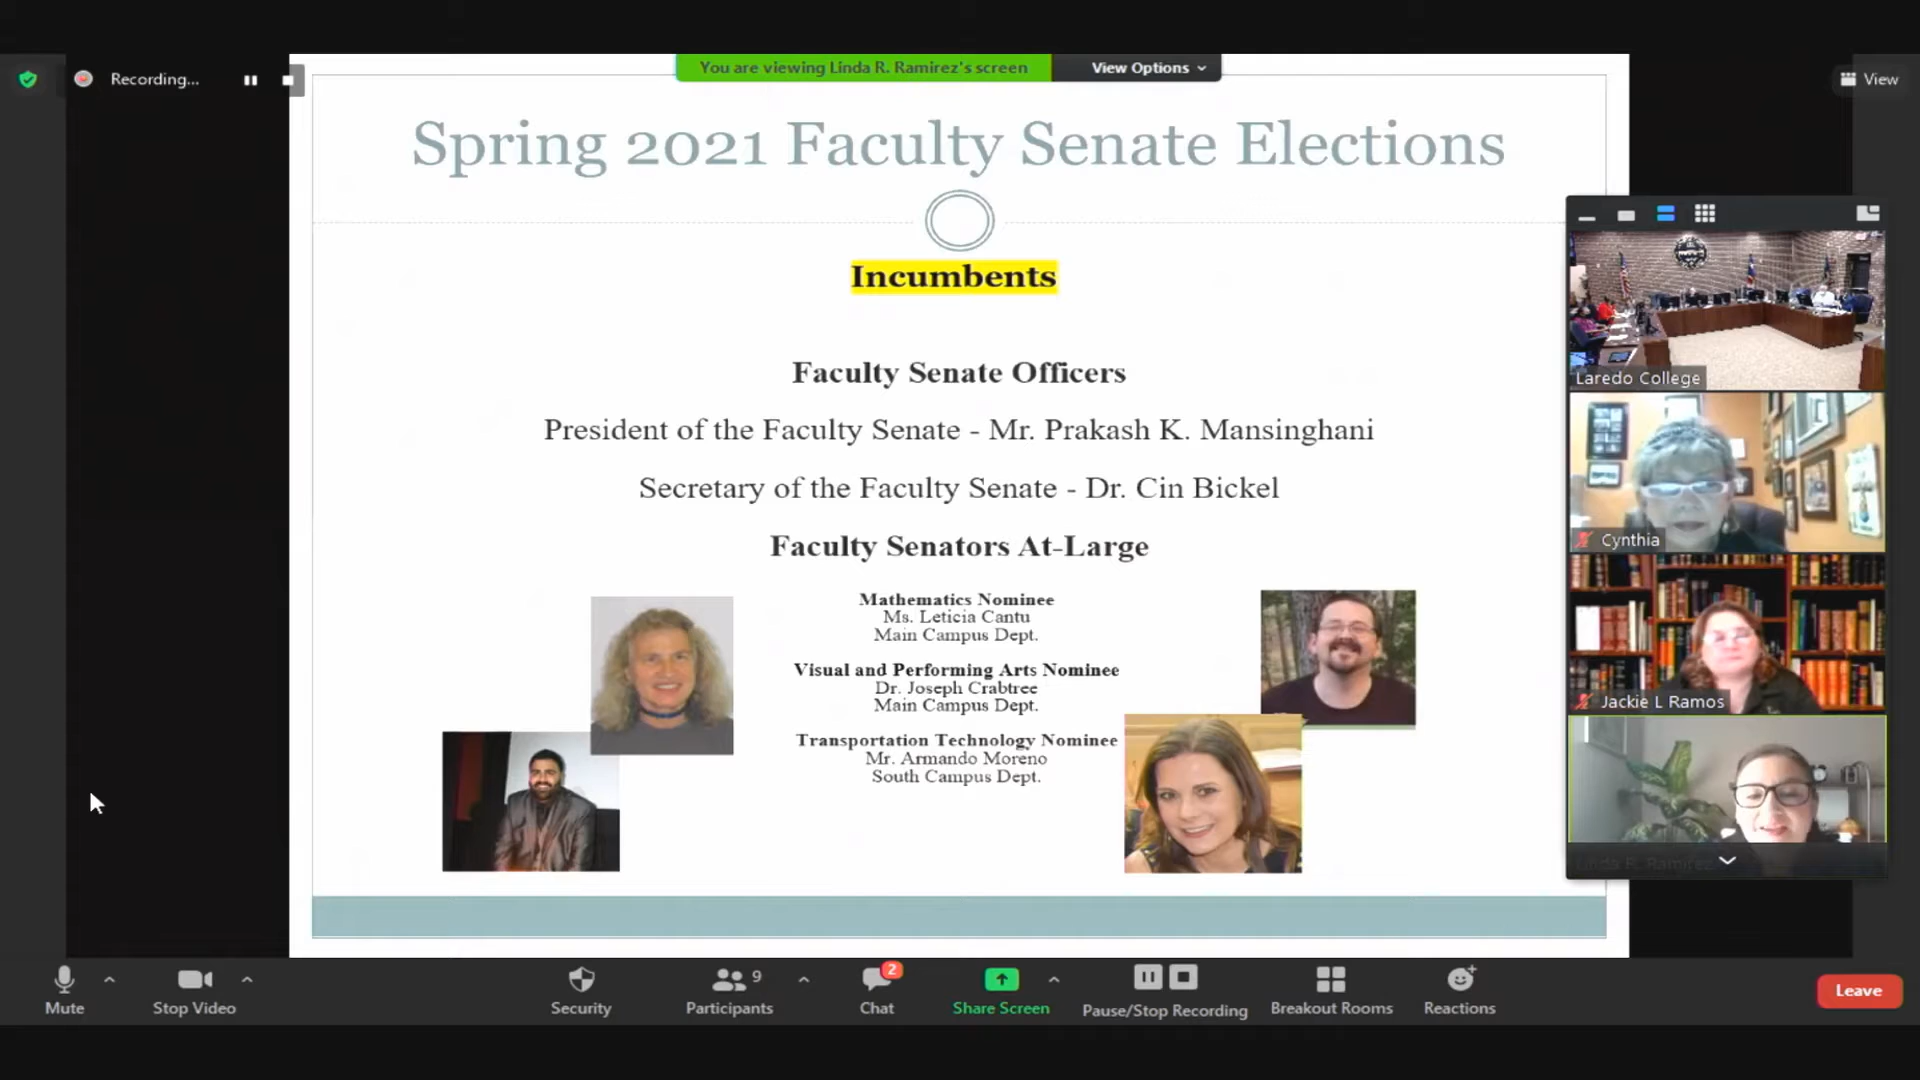 Recording...
You are viewing Linda R. Ramirez's screen
View Options
View
Spring 2021 Faculty Senate Elections
Incumbents
Faculty Senate Officers
President of the Faculty Senate - Mr. Prakash K. Mansinghani
Secretary of the Faculty Senate - Dr. Cin Bickel
Faculty Senators At-Large
Mathematics Nominee
Ms. Leticia Cantu
Main Campus Dept.
Visual and Performing Arts Nominee
Dr. Joseph Crabtree
Main Campus Dept.
Transportation Technology Nominee
Mr. Armando Moreno
South Campus Dept.
Laredo College
Cynthia
Jackie L Ramos
Linda R. Ramirez
Mute
Stop Video
Security
9
Participants
2
Chat
Share Screen
Pause/Stop Recording
Breakout Rooms
Reactions
Leave